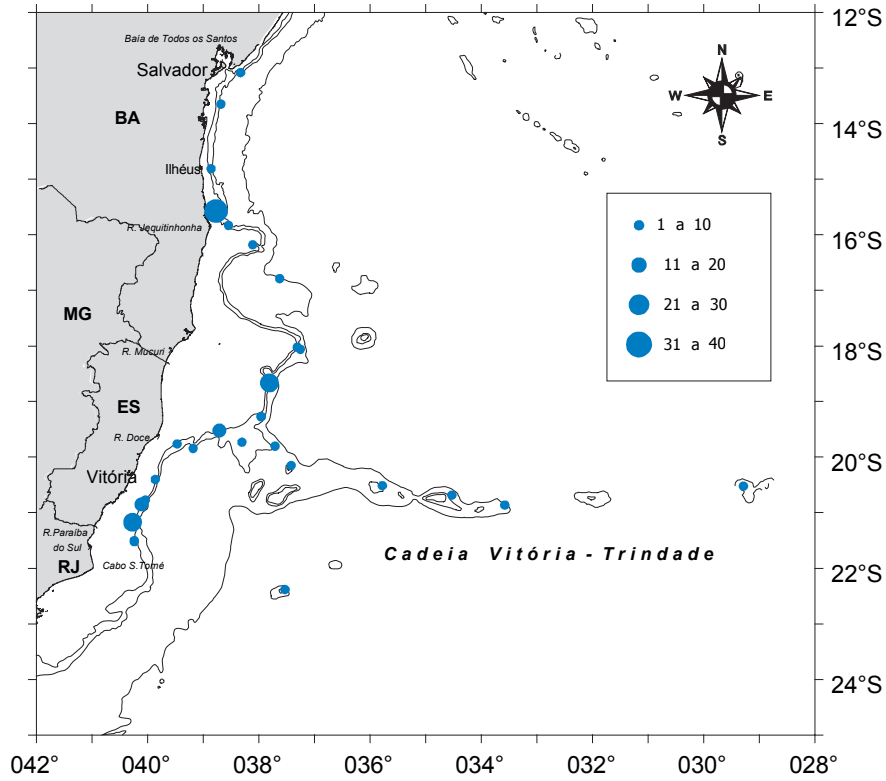 12°S
Baía de Todos os Santos
Salvador
N
W E
S
BA
14°S
Ilhéus
1 a 10
R. Jequitinhonha
16°S
11 a 20
21 a 30
MG
31 a 40
R. Mucuri
18°S
ES
R. Doce
Vitória
20°S
R.Paraíba
do Sul
Cadeia Vitória - Trindade
RJ
Cabo S.Tomé
22°S
24°S
042° 040° 038° 036° 034° 032° 030° 028°